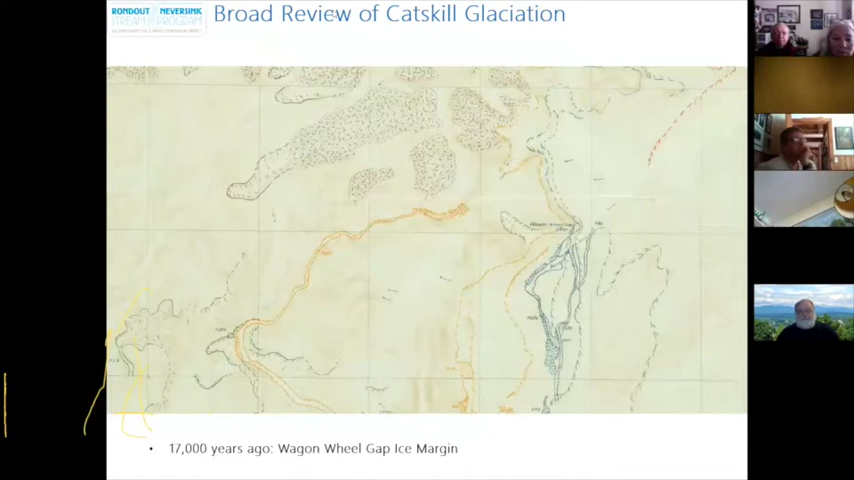 RONDOUT NEVERSINK
STREAM PROGRAM
Broad Review of Catskill Glaciation
• 17,000 years ago: Wagon Wheel Gap Ice Margin